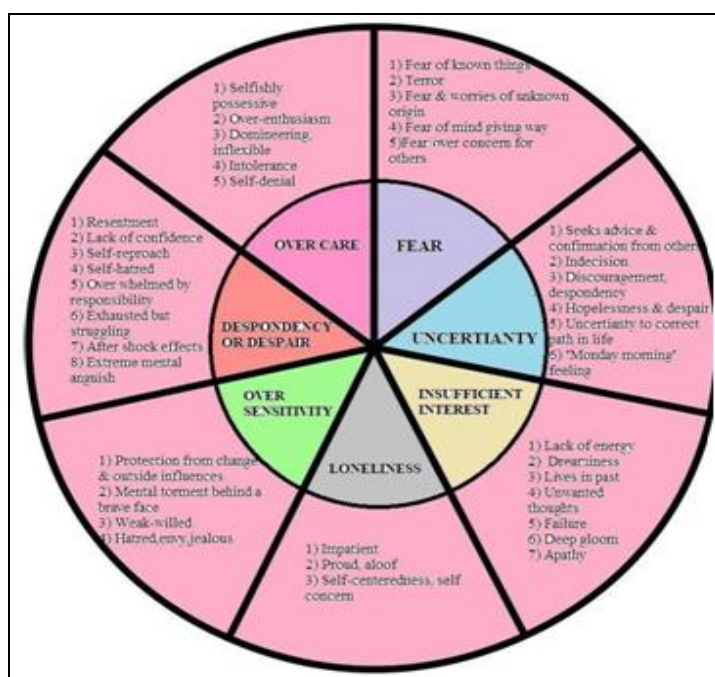 1) Selfishly
possessive
2) Over-enthusiasm
3) Domineering,
inflexible
4) Intolerance
5) Self-denial
1) Fear of known things
2) Terror
3) Fear & worries of unknown
origin
4) Fear of mind giving way
5)Fear over concern for
others
1) Resentment
2) Lack of confidence
3) Self-reproach
4) Self-hatred
5) Over whelmed by
responsibility
6) Exhausted but
struggling
7) After shock effects
8) Extreme mental
anguish
OVER CARE
FEAR
1) Seeks advice &
confirmation from others
2) Indecision
3) Discouragement,
despondency
4) Hopelessness & despair
5) Uncertianty to correct
path in life
6) "Monday morning"
feeling
DESPONDENCY
OR DESPAIR
UNCERTIANTY
OVER
SENSITIVITY
INSUFFICIENT
INTEREST
LONELINESS
1) Protection from change
& outside influences
2) Mental torment behind a
brave face
3) Weak-willed
4) Hatred,envy,jealous
1) Impatient
2) Proud, aloof
3) Self-centeredness, self
concern
1) Lack of energy
2) Dreaminess
3) Lives in past
4) Unwanted
thoughts
5) Failure
6) Deep gloom
7) Apathy